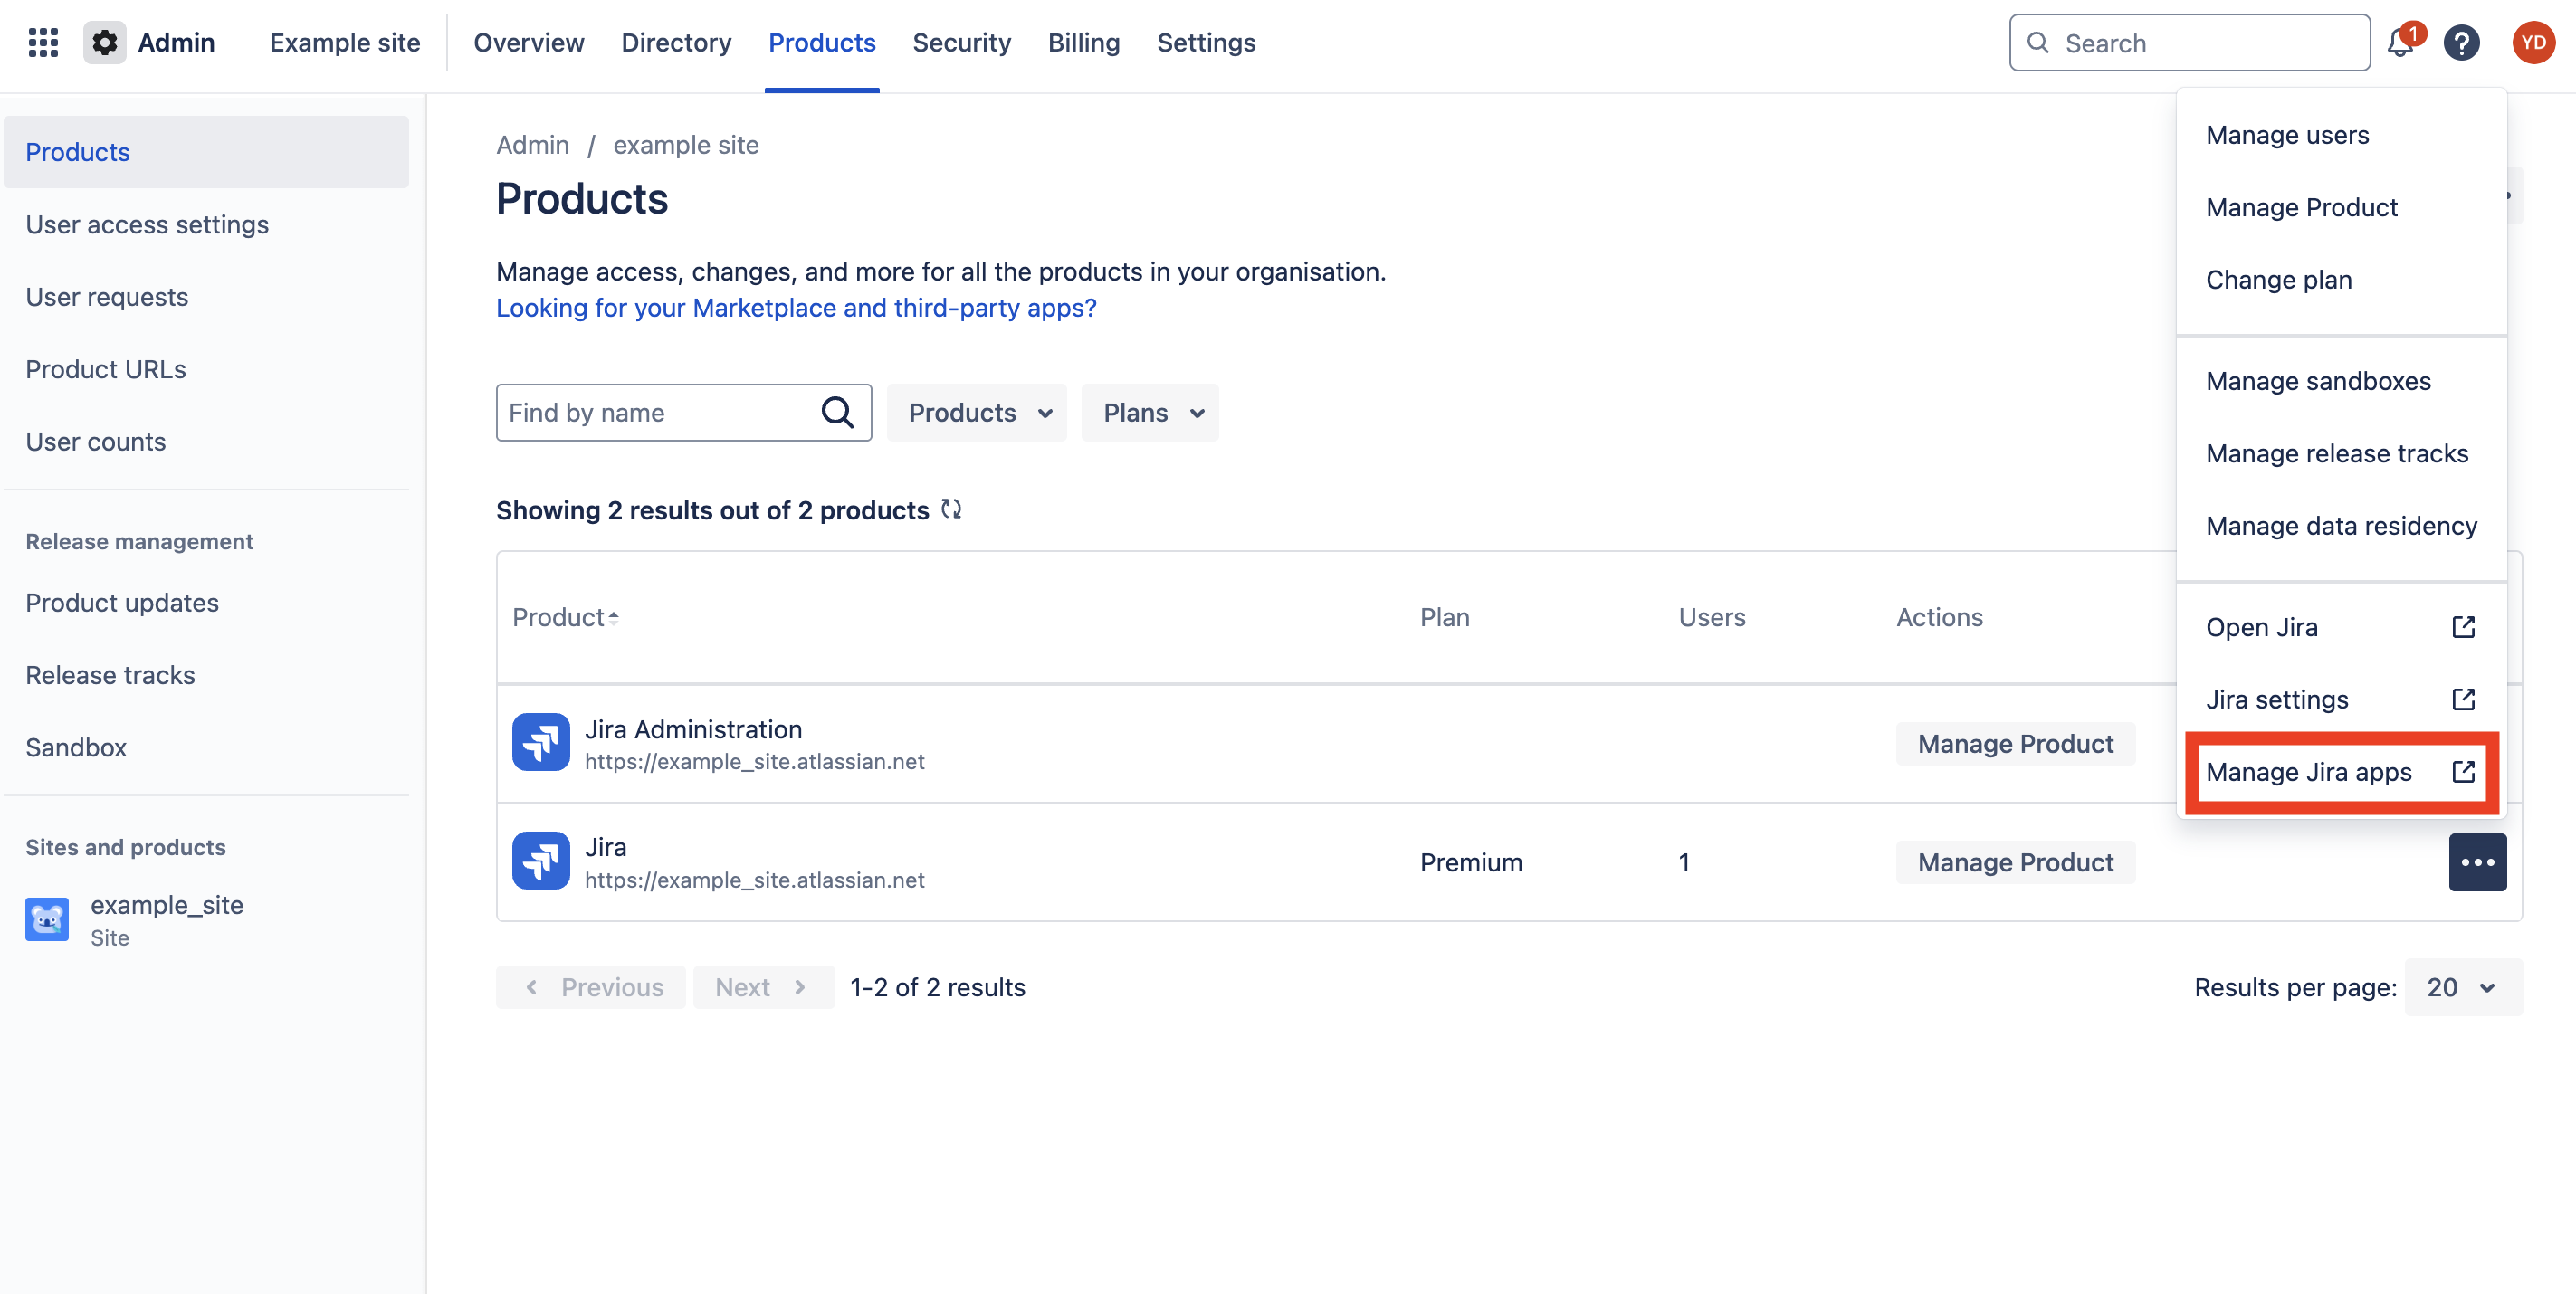 Admin
Example site
Overview
Directory
Products
Security
Billing
Settings
Search
1
?
YD
Products
User access settings
User requests
Product URLs
User counts
Release management
Product updates
Release tracks
Sandbox
Sites and products
example_site
Site
Admin / example site
Products
Manage access, changes, and more for all the products in your organisation.
Looking for your Marketplace and third-party apps?
Find by name
Products
Plans
Showing 2 results out of 2 products
Product
Plan
Users
Actions
Jira Administration
https://example_site.atlassian.net
Manage Product
Jira
https://example_site.atlassian.net
Premium
1
Manage Product
Previous
Next
1-2 of 2 results
Results per page:
20
Manage users
Manage Product
Change plan
Manage sandboxes
Manage release tracks
Manage data residency
Open Jira
Jira settings
Manage Jira apps